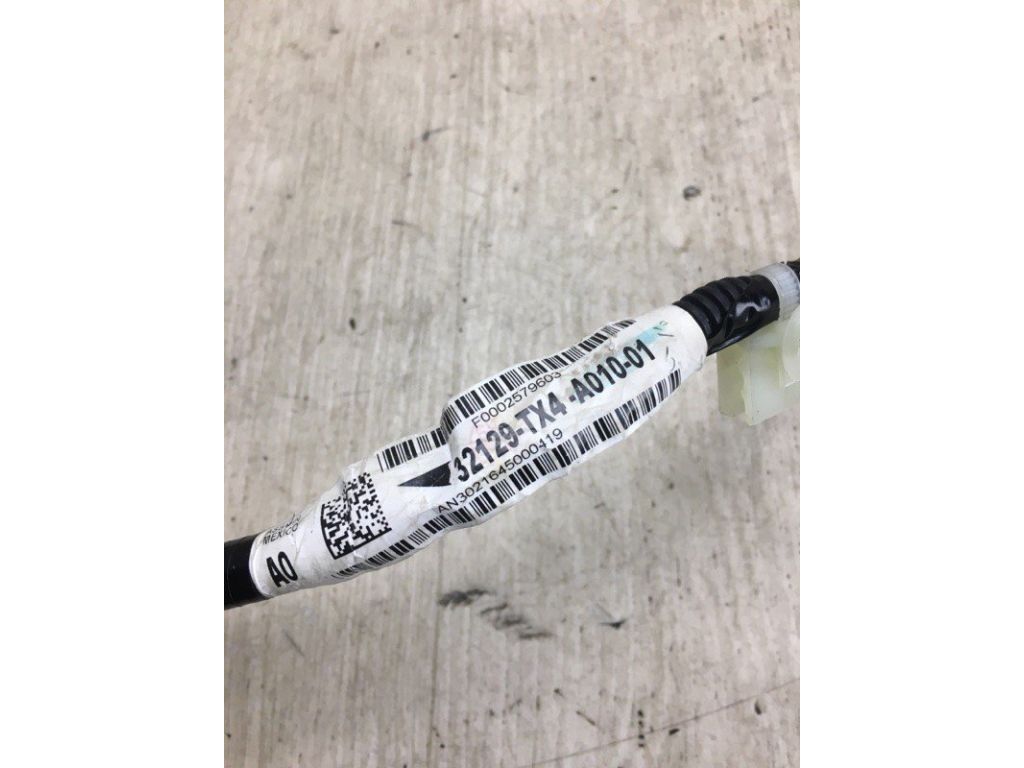 F0002579603
32129-TX4 -A010-01
AN3021645000419
MEXICO
A0